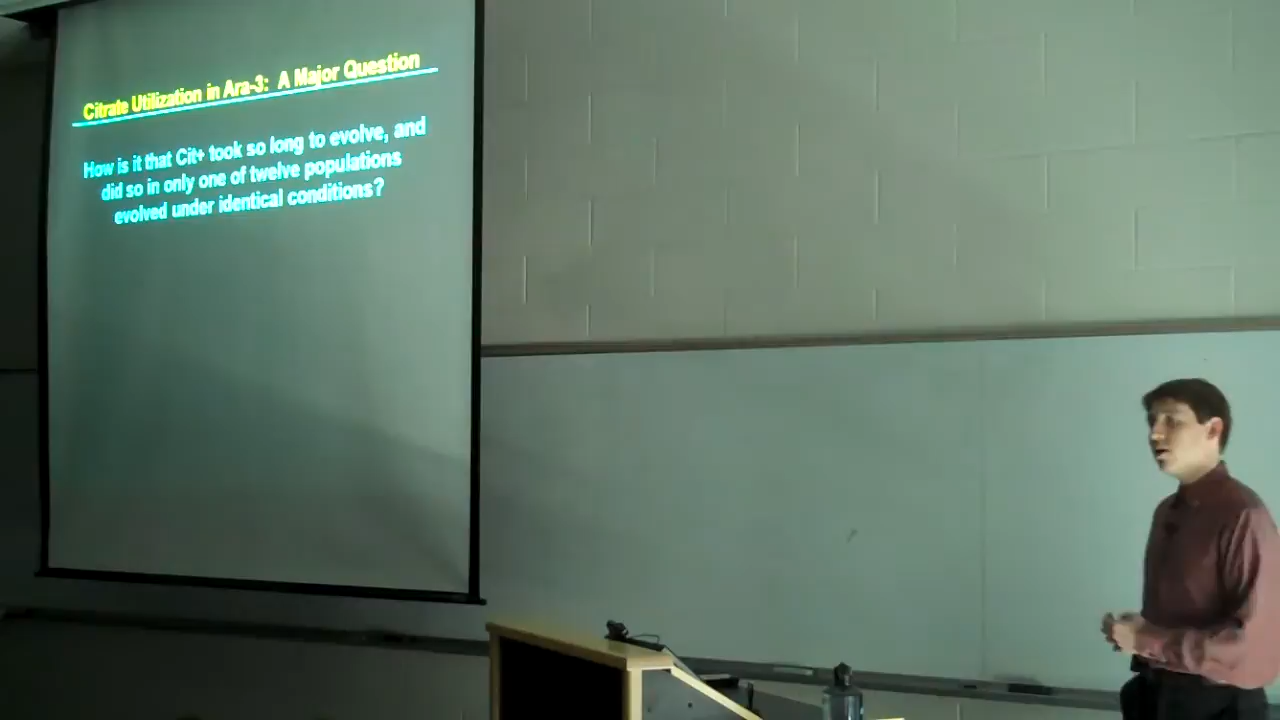 Citrate Utilization in Ara-3: A Major Question
How is it that Cit+ took so long to evolve, and
did so in only one of twelve populations
evolved under identical conditions?